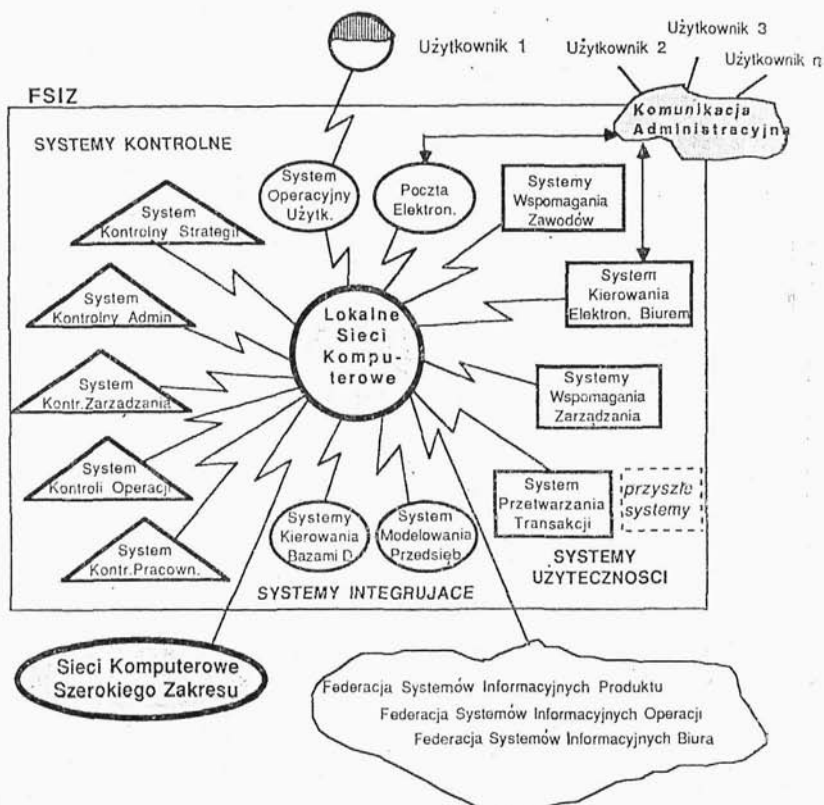 Użytkownik 1
Użytkownik 2
Użytkownik 3
Użytkownik n
FSIZ
Komunikacja
Administracyjna
SYSTEMY KONTROLNE
System
Operacyjny
Użytk.
Poczta
Elektron.
Systemy
Wspomagania
Zawodów
System
Kontrolny Strategii
System
Kontrolny Admin
System
Kontr.Zarzadzania
System
Kontroli Operacji
System
Kontr.Pracown.
Lokalne
Sieci
Kompu-
terowe
System
Kierowania
Elektron. Biurem
Systemy
Wspomagania
Zarządzania
System
Przetwarzania
Transakcji
przyszłe
systemy
Systemy
Kierowania
Bazami D.
System
Modelowania
Przedsięb.
SYSTEMY
UŻYTECZNOŚCI
SYSTEMY INTEGRUJACE
Sieci Komputerowe
Szerokiego Zakresu
Federacja Systemów Informacyjnych Produktu
Federacja Systemów Informacyjnych Operacji
Federacja Systemów Informacyjnych Biura